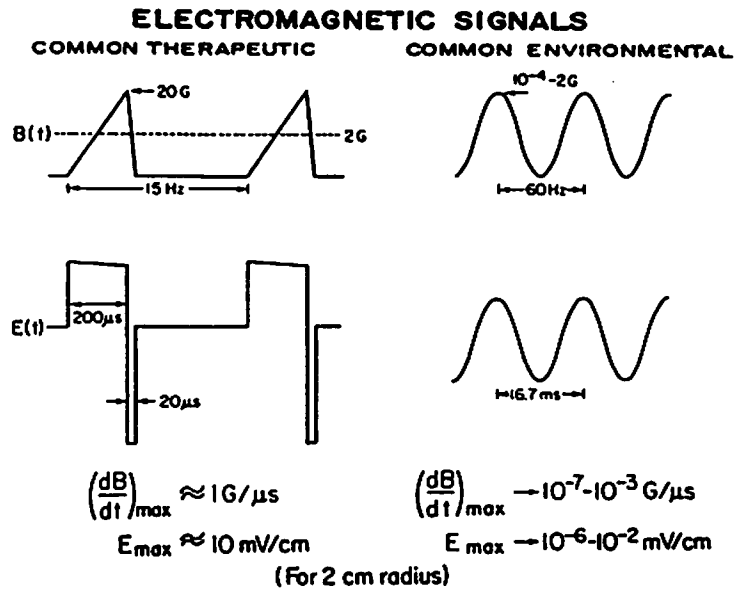 ELECTROMAGNETIC SIGNALS
COMMON THERAPEUTIC
COMMON ENVIRONMENTAL
20G
B(t)
2G
15 Hz
10⁻⁴-2G
60Hz
E(t)
200μs
20μs
16.7ms
(dB/dt)max ≈ 1G/μs
Emax ≈ 10 mV/cm
(dB/dt)max → 10⁻⁷-10⁻³ G/μs
Emax → 10⁻⁶-10⁻² mV/cm
(For 2 cm radius)